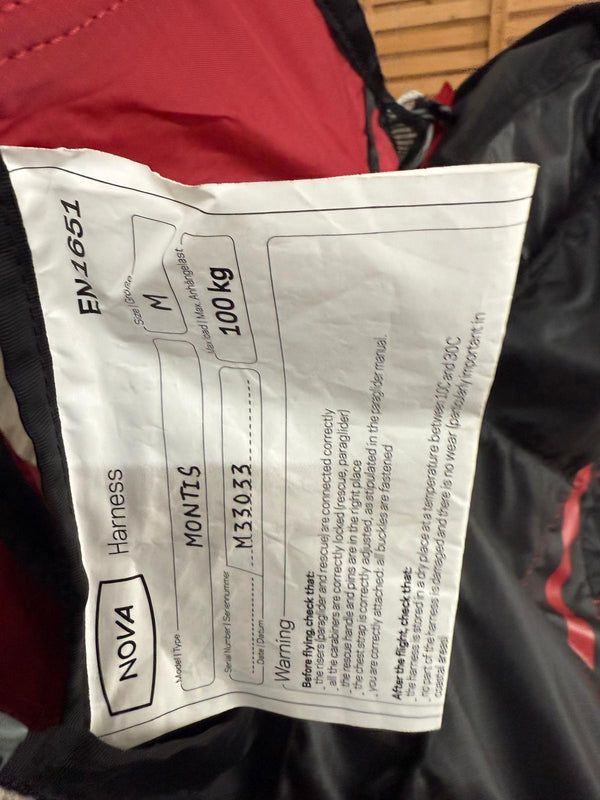 NOVA
Harness
EN 1651
Model | Type
MONTIS
Size | Größe
M
Serial Number | Seriennummer
M33033
Max load | Max. Anhängelast
100 kg
Date | Datum
Warning
Before flying, check that:
- the risers (paraglider and rescue) are connected correctly
- all the carabiners are correctly locked (rescue, paraglider)
- the rescue handle and pins are in the right place
- the chest strap is correctly adjusted, as stipulated in the paraglider manual.
- you are correctly attached: all buckles are fastened
After the flight, check that:
- the harness is stored in a dry place at a temperature between 10C and 30C
- no part of the harness is damaged and there is no wear (particularly important in
coastal areas)